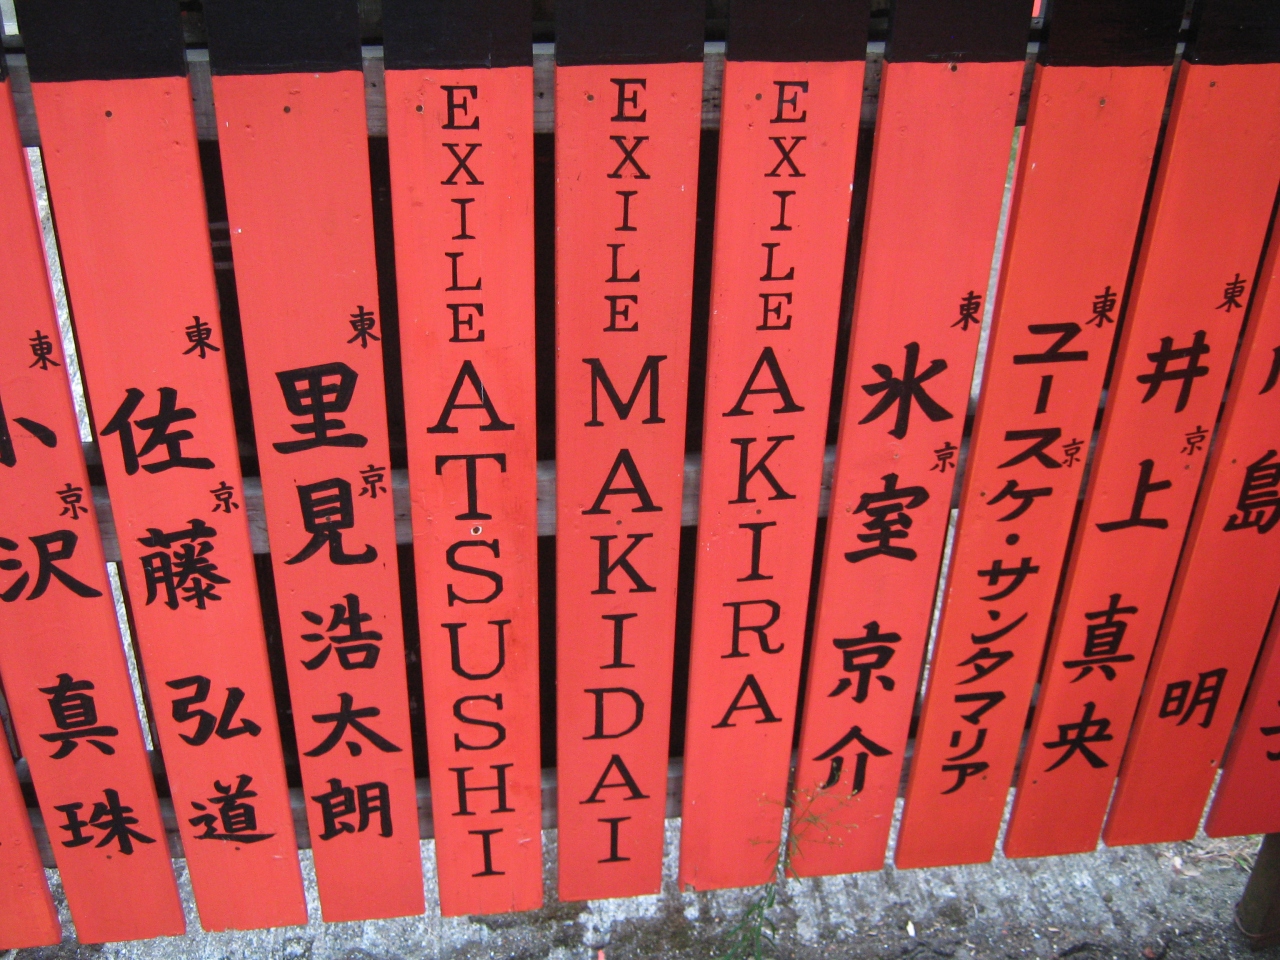 島 明
東京 井上 真央
東京 ユースケ・サンタマリア
東京 氷室 京介
EXILE AKIRA
EXILE MAKIDAI
EXILE ATSUSHI
東京 里見 浩太朗
東京 佐藤 弘道
東京 小沢 真珠